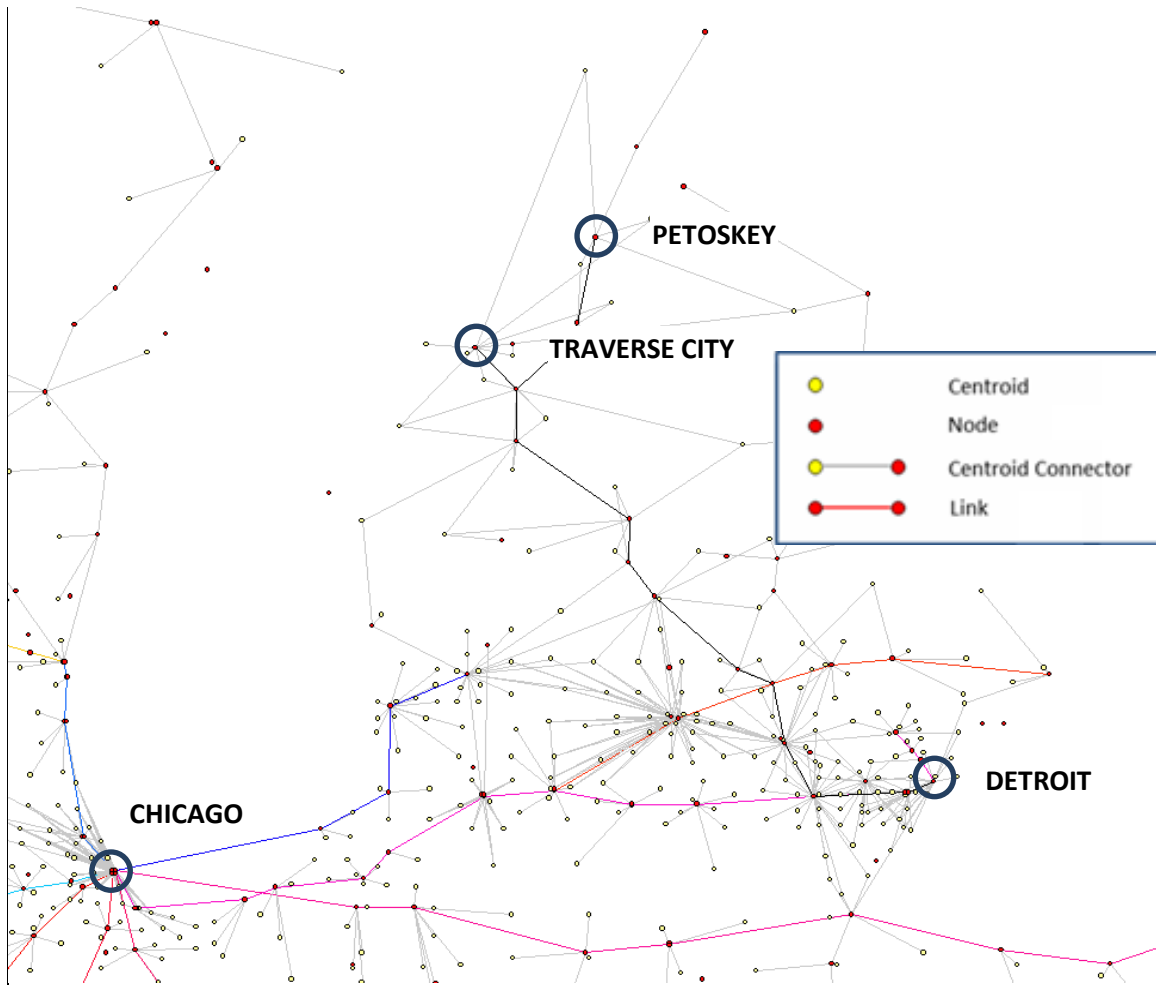 PETOSKEY
TRAVERSE CITY
Centroid
Node
Centroid Connector
Link
DETROIT
CHICAGO